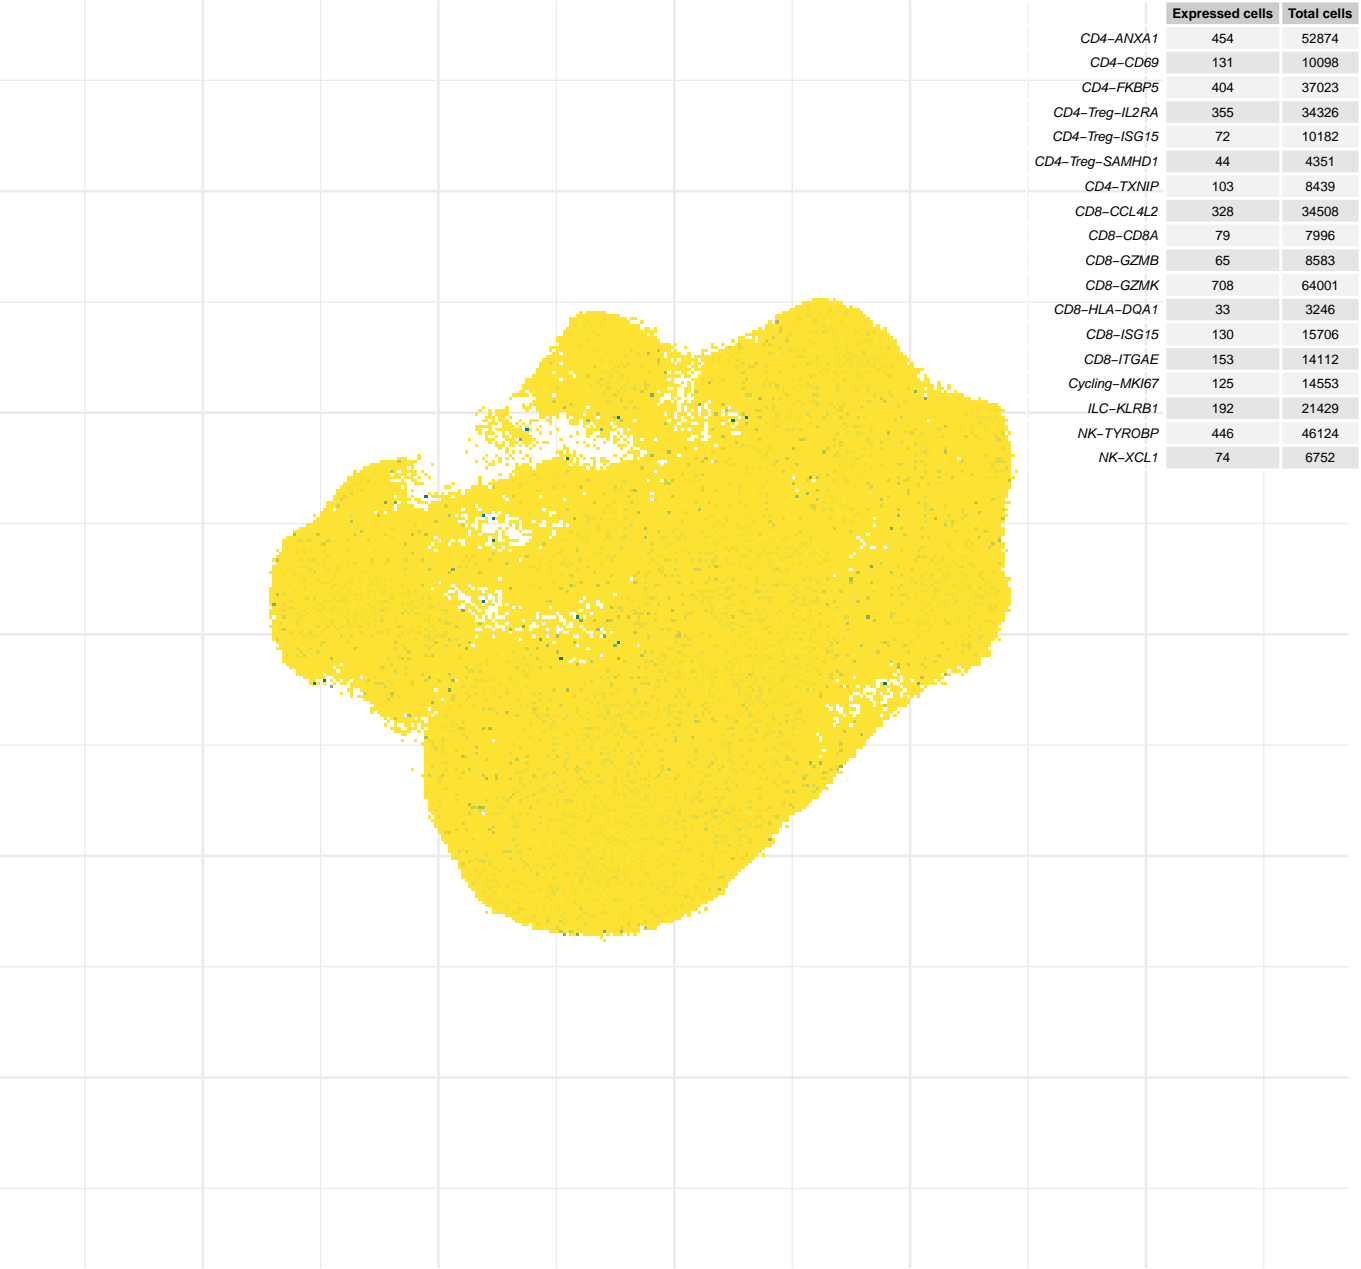 Expressed cells Total cells
CD4−ANXA1 454 52874
CD4−CD69 131 10098
CD4−FKBP5 404 37023
CD4−Treg−IL2RA 355 34326
CD4−Treg−ISG15 72 10182
CD4−Treg−SAMHD1 44 4351
CD4−TXNIP 103 8439
CD8−CCL4L2 328 34508
CD8−CD8A 79 7996
CD8−GZMB 65 8583
CD8−GZMK 708 64001
CD8−HLA−DQA1 33 3246
CD8−ISG15 130 15706
CD8−ITGAE 153 14112
Cycling−MKI67 125 14553
ILC−KLRB1 192 21429
NK−TYROBP 446 46124
NK−XCL1 74 6752